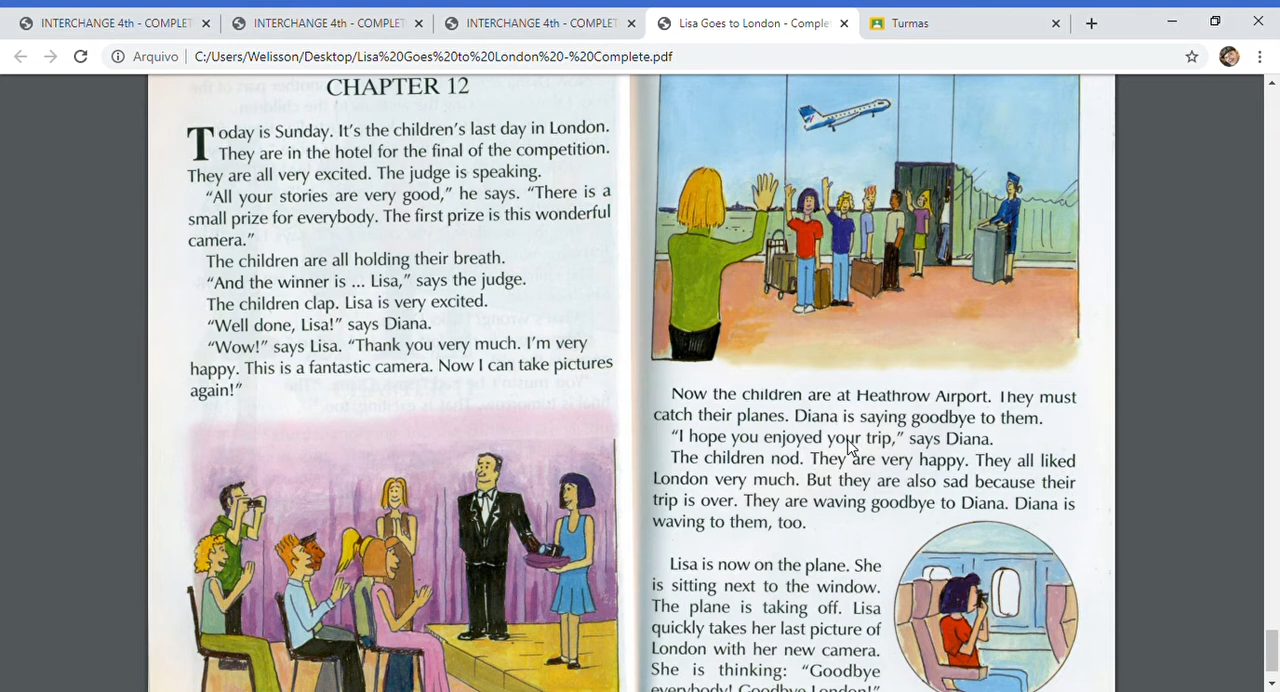 INTERCHANGE 4th - COMPLET
INTERCHANGE 4th - COMPLET
INTERCHANGE 4th - COMPLET
Lisa Goes to London - Comple
Turmas
Arquivo
C:/Users/Welisson/Desktop/Lisa%20Goes%20to%20London%20-%20Complete.pdf
CHAPTER 12
Today is Sunday. It's the children's last day in London.
They are in the hotel for the final of the competition.
They are all very excited. The judge is speaking.
"All your stories are very good," he says. "There is a
small prize for everybody. The first prize is this wonderful
camera."
The children are all holding their breath.
"And the winner is ... Lisa," says the judge.
The children clap. Lisa is very excited.
"Well done, Lisa!" says Diana.
"Wow!" says Lisa. "Thank you very much. I'm very
happy. This is a fantastic camera. Now I can take pictures
again!"
Now the children are at Heathrow Airport. They must
catch their planes. Diana is saying goodbye to them.
"I hope you enjoyed your trip," says Diana.
The children nod. They are very happy. They all liked
London very much. But they are also sad because their
trip is over. They are waving goodbye to Diana. Diana is
waving to them, too.
Lisa is now on the plane. She
is sitting next to the window.
The plane is taking off. Lisa
quickly takes her last picture of
London with her new camera.
She is thinking: "Goodbye
everybody! Goodbye London!"